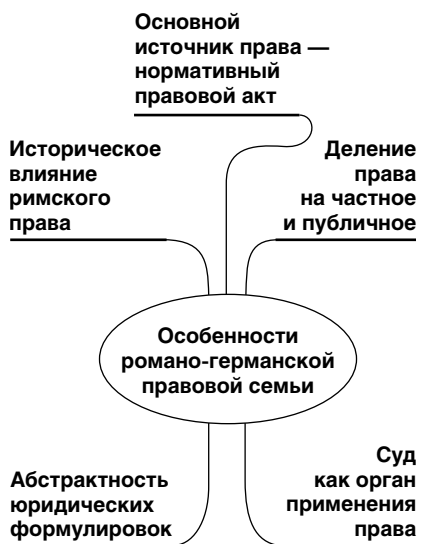 Основной
источник права —
нормативный
правовой акт
Историческое
влияние
римского
права
Деление
права
на частное
и публичное
Особенности
романо-германской
правовой семьи
Абстрактность
юридических
формулировок
Суд
как орган
применения
права